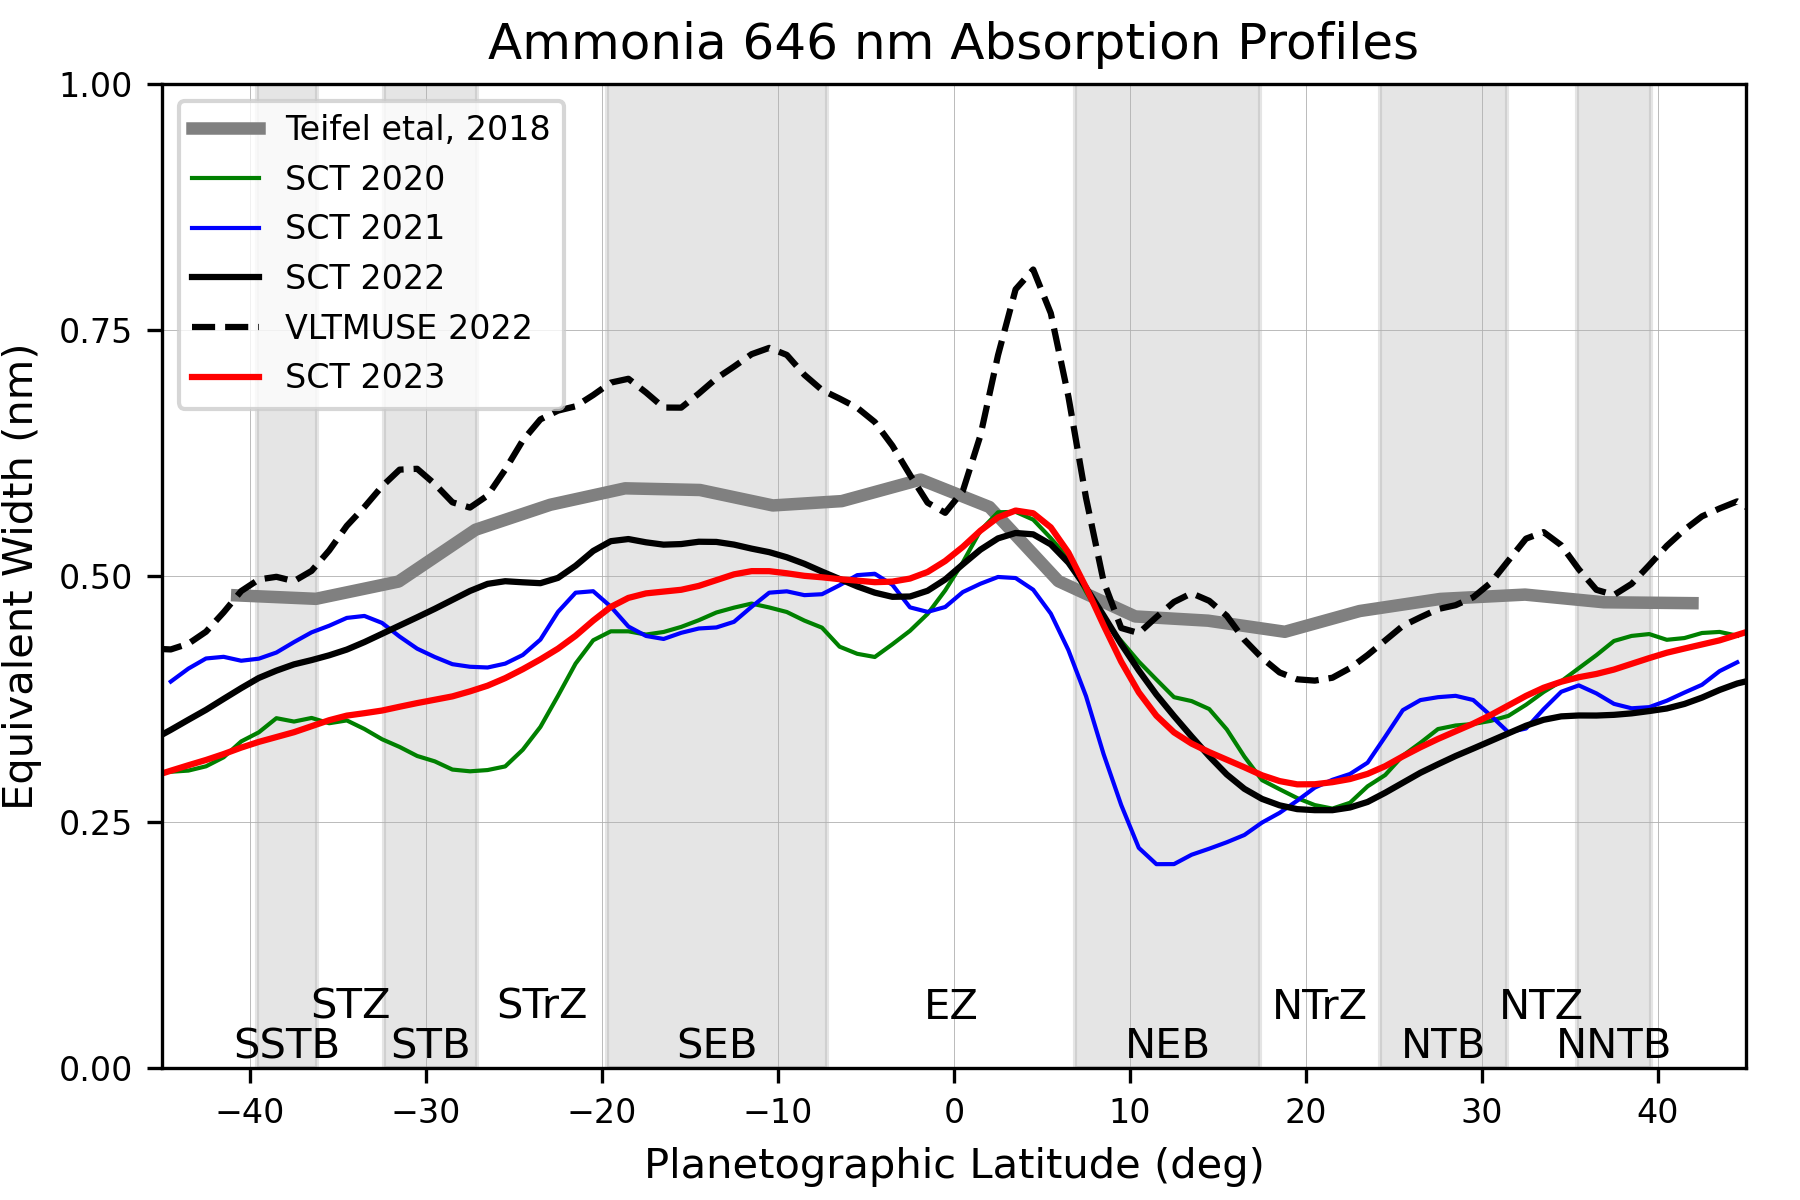 Ammonia 646 nm Absorption Profiles
1.00
0.75
0.50
0.25
0.00
Equivalent Width (nm)
Teifel etal, 2018
SCT 2020
SCT 2021
SCT 2022
VLTMUSE 2022
SCT 2023
STZ STrZ EZ NTrZ NTZ
SSTB STB SEB NEB NTB NNTB
−40 −30 −20 −10 0 10 20 30 40
Planetographic Latitude (deg)